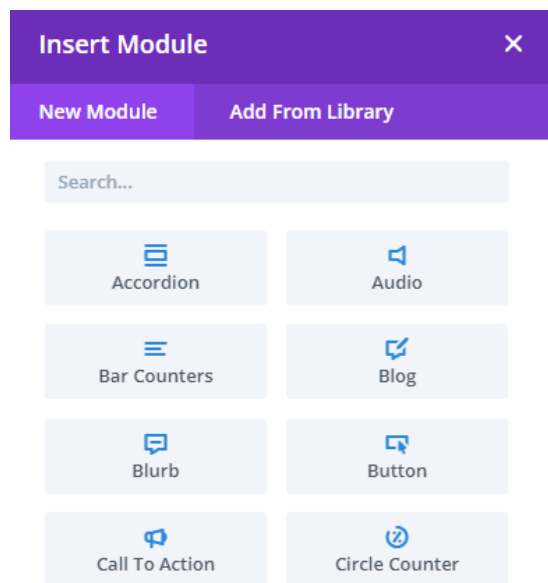 Insert Module
New Module Add From Library
Search...
Accordion Audio
Bar Counters Blog
Blurb Button
Call To Action Circle Counter